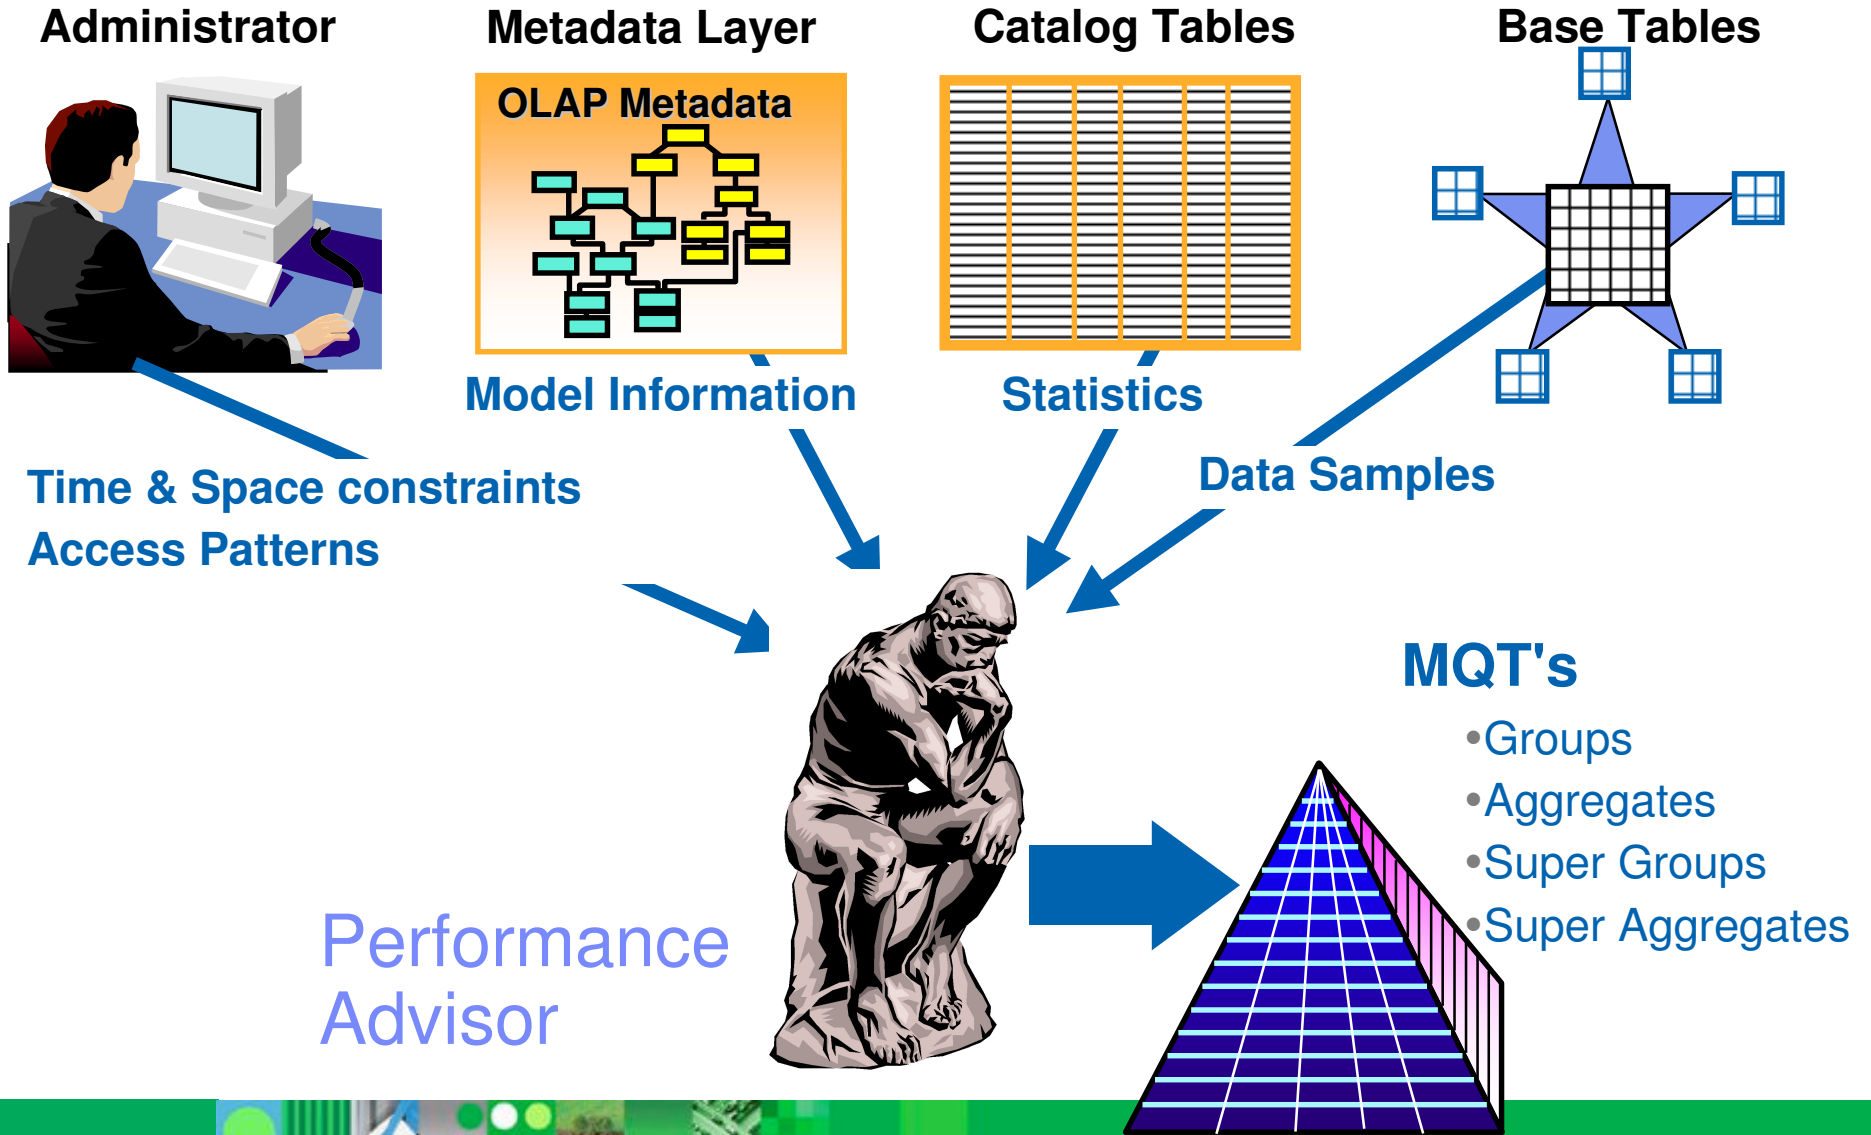 Administrator
Metadata Layer
Catalog Tables
Base Tables
OLAP Metadata
Model Information
Statistics
Time & Space constraints
Access Patterns
Data Samples
MQT's
•Groups
•Aggregates
•Super Groups
•Super Aggregates
Performance
Advisor